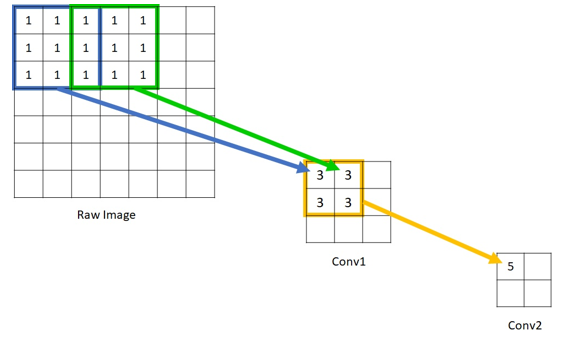 1 1 1 1 1
1 1 1 1 1
1 1 1 1 1
Raw Image
3 3
3 3
Conv1
5
Conv2